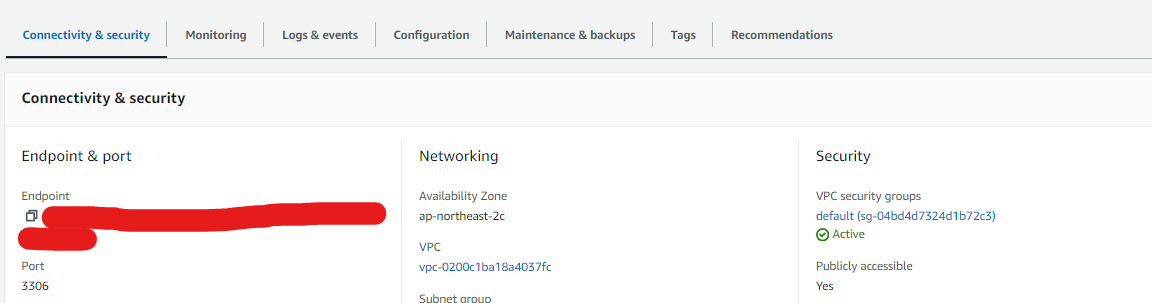 Connectivity & security
Monitoring
Logs & events
Configuration
Maintenance & backups
Tags
Recommendations
Connectivity & security
Endpoint & port
Endpoint
Port
3306
Networking
Availability Zone
ap-northeast-2c
VPC
vpc-0200c1ba18a4037fc
Subnet group
Security
VPC security groups
default (sg-04bd4d7324d1b72c3)
Active
Publicly accessible
Yes